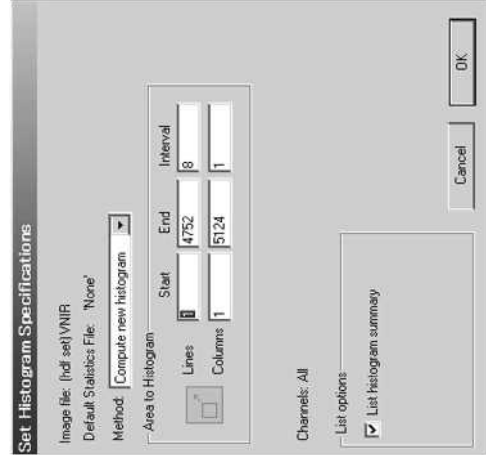 Set Histogram Specifications
Image file: (hdf set) VNIR
Default Statistics File: 'None'
Method: Compute new histogram
Area to Histogram
Start End Interval
Lines 1 4752 8
Columns 1 5124 1
Channels: All
List options
List histogram summary
Cancel OK